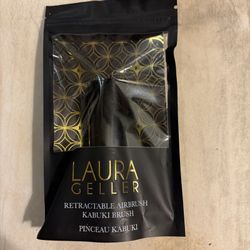 LAURA
GELLER
RETRACTABLE AIRBRUSH
KABUKI BRUSH
PINCEAU KABUKI